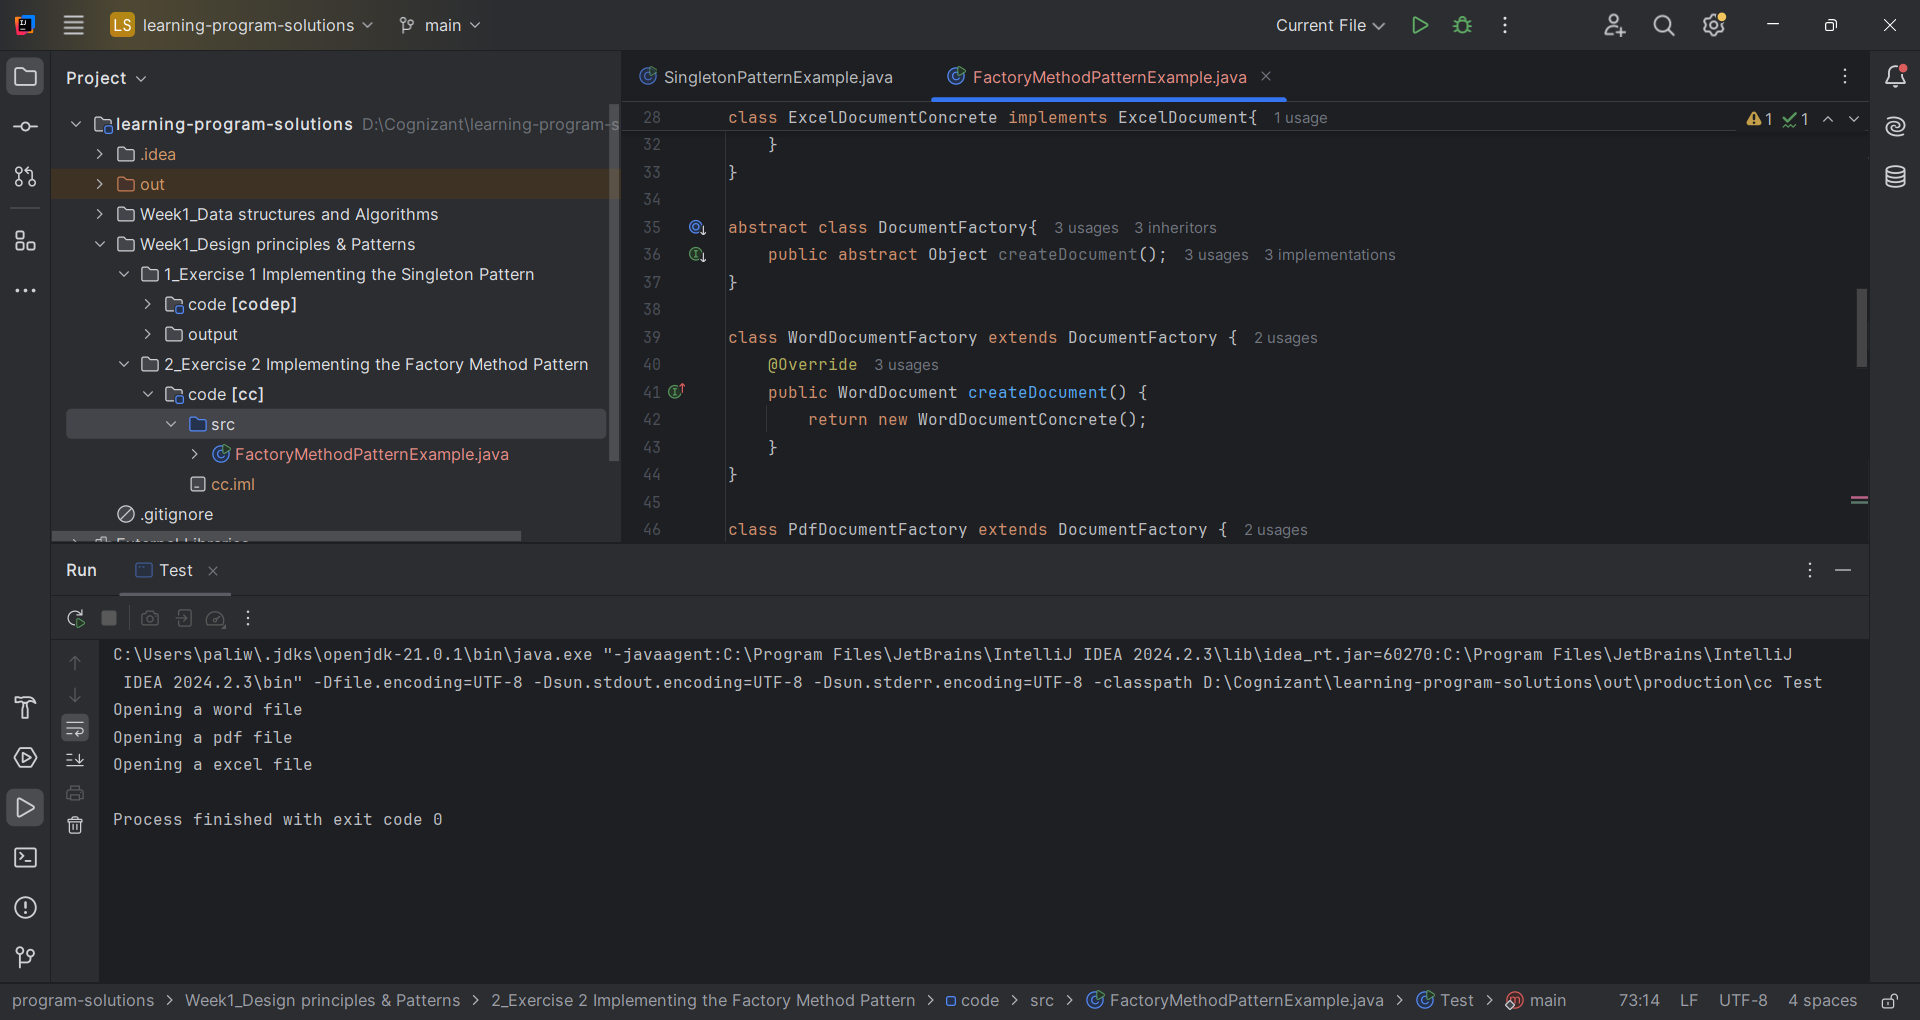 LS learning-program-solutions main Current File
Project
learning-program-solutions D:\Cognizant\learning-program-s
.idea
out
Week1_Data structures and Algorithms
Week1_Design principles & Patterns
1_Exercise 1 Implementing the Singleton Pattern
code [codep]
output
2_Exercise 2 Implementing the Factory Method Pattern
code [cc]
src
FactoryMethodPatternExample.java
cc.iml
.gitignore
External Libraries
SingletonPatternExample.java FactoryMethodPatternExample.java
28 class ExcelDocumentConcrete implements ExcelDocument{ 1 usage 1 1
32 }
33 }
34
35 abstract class DocumentFactory{ 3 usages 3 inheritors
36 public abstract Object createDocument(); 3 usages 3 implementations
37 }
38
39 class WordDocumentFactory extends DocumentFactory { 2 usages
40 @Override 3 usages
41 public WordDocument createDocument() {
42 return new WordDocumentConcrete();
43 }
44 }
45
46 class PdfDocumentFactory extends DocumentFactory { 2 usages
Run Test
C:\Users\paliw\.jdks\openjdk-21.0.1\bin\java.exe "-javaagent:C:\Program Files\JetBrains\IntelliJ IDEA 2024.2.3\lib\idea_rt.jar=60270:C:\Program Files\JetBrains\IntelliJ
IDEA 2024.2.3\bin" -Dfile.encoding=UTF-8 -Dsun.stdout.encoding=UTF-8 -Dsun.stderr.encoding=UTF-8 -classpath D:\Cognizant\learning-program-solutions\out\production\cc Test
Opening a word file
Opening a pdf file
Opening a excel file
Process finished with exit code 0
program-solutions > Week1_Design principles & Patterns > 2_Exercise 2 Implementing the Factory Method Pattern > code > src > FactoryMethodPatternExample.java > Test > main 73:14 LF UTF-8 4 spaces